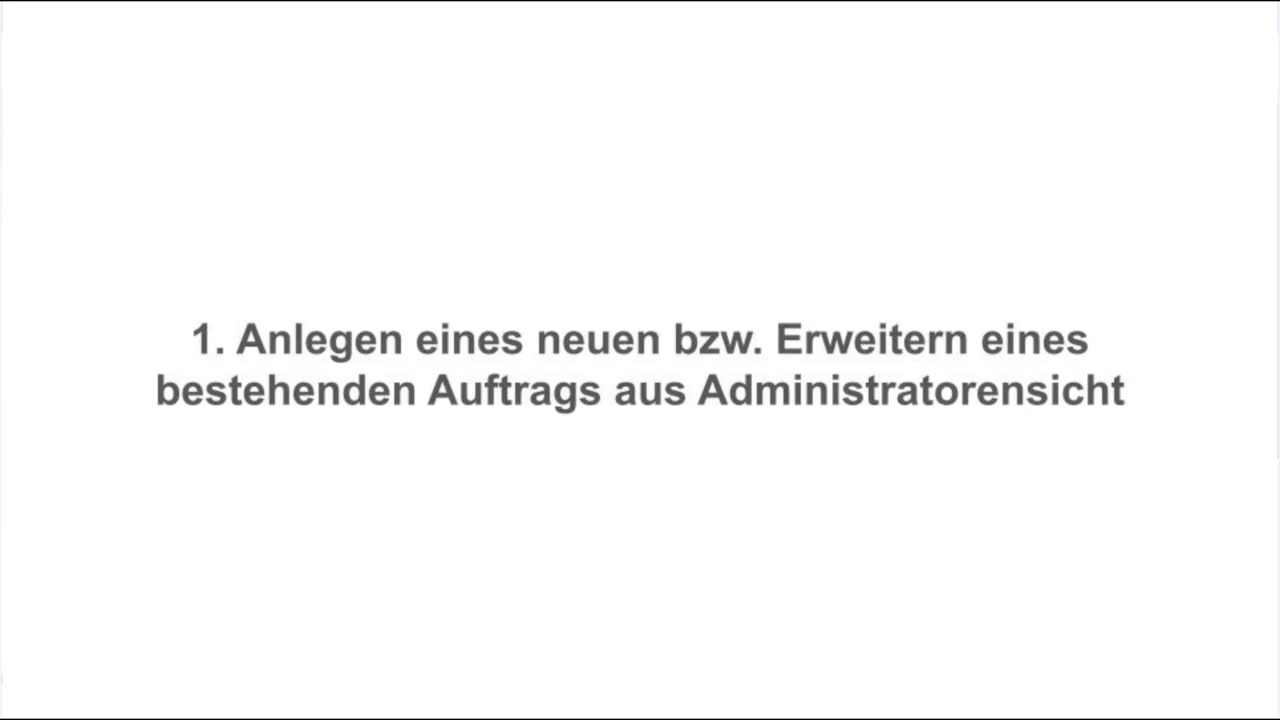 1. Anlegen eines neuen bzw. Erweitern eines
bestehenden Auftrags aus Administratorensicht